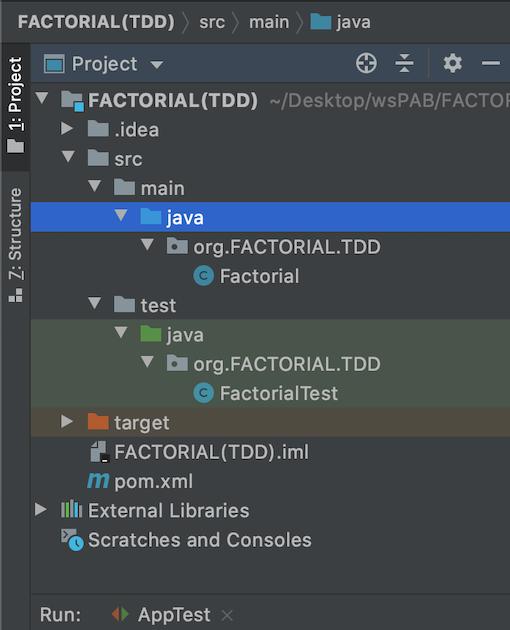 FACTORIAL(TDD) src main java
Project
1: Project
FACTORIAL(TDD) ~/Desktop/wsPAB/FACTOR
.idea
src
main
java
org.FACTORIAL.TDD
C Factorial
test
java
org.FACTORIAL.TDD
C FactorialTest
target
FACTORIAL(TDD).iml
m pom.xml
External Libraries
Scratches and Consoles
7: Structure
Run: AppTest